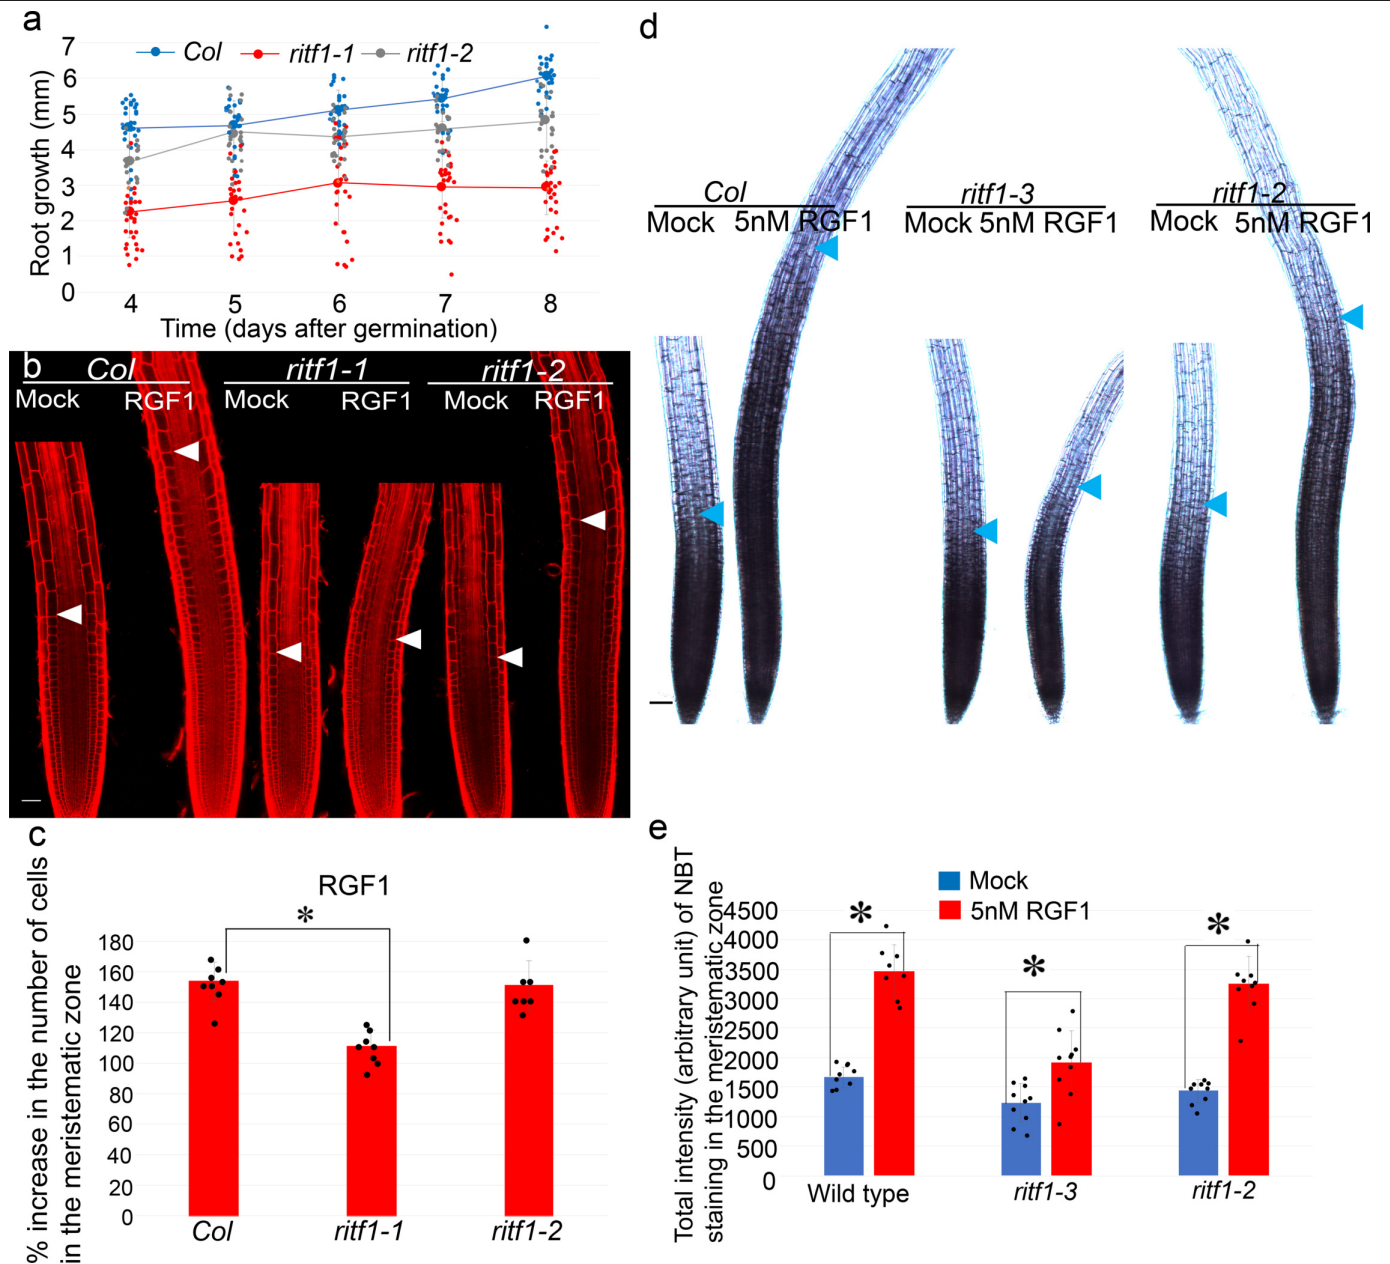 a
Col
ritf1-1
ritf1-2
7
6
5
4
3
2
1
0
Root growth (mm)
4 5 6 7 8
Time (days after germination)
b
Col ritf1-1 ritf1-2
Mock RGF1 Mock RGF1 Mock RGF1
c
RGF1
*
% increase in the number of cells
in the meristematic zone
180
160
140
120
100
80
60
40
20
0
Col ritf1-1 ritf1-2
d
Col ritf1-3 ritf1-2
Mock 5nM RGF1 Mock 5nM RGF1 Mock 5nM RGF1
e
Mock
5nM RGF1
Total intensity (arbitrary unit) of NBT
staining in the meristematic zone
4500
4000
3500
3000
2500
2000
1500
1000
500
0
* * *
Wild type ritf1-3 ritf1-2